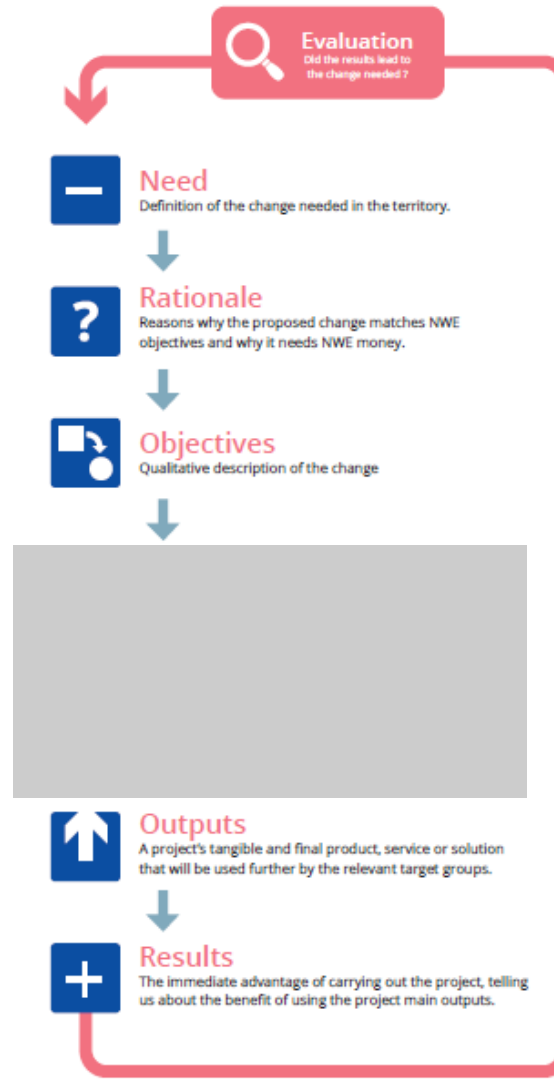 Evaluation
Did the results lead to
the change needed ?
Need
Definition of the change needed in the territory.
?
Rationale
Reasons why the proposed change matches NWE
objectives and why it needs NWE money.
Objectives
Qualitative description of the change
Outputs
A project's tangible and final product, service or solution
that will be used further by the relevant target groups.
Results
The immediate advantage of carrying out the project, telling
us about the benefit of using the project main outputs.